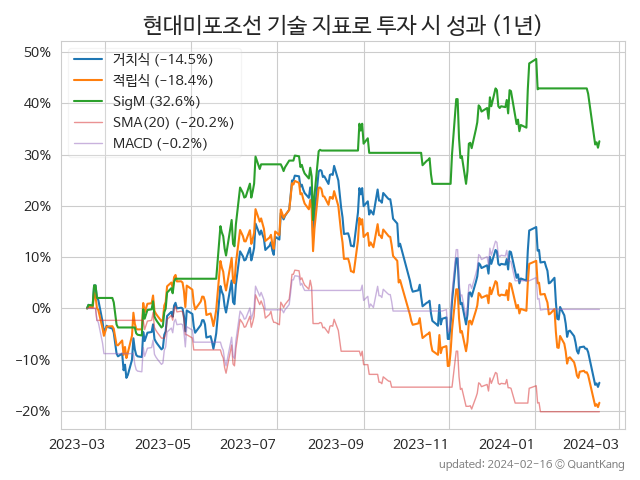 현대미포조선 기술 지표로 투자 시 성과 (1년)
50%
40%
30%
20%
10%
0%
−10%
−20%
거치식 (−14.5%)
적립식 (−18.4%)
SigM (32.6%)
SMA(20) (−20.2%)
MACD (−0.2%)
2023−03
2023−05
2023−07
2023−09
2023−11
2024−01
2024−03
updated: 2024−02−16 © QuantKang